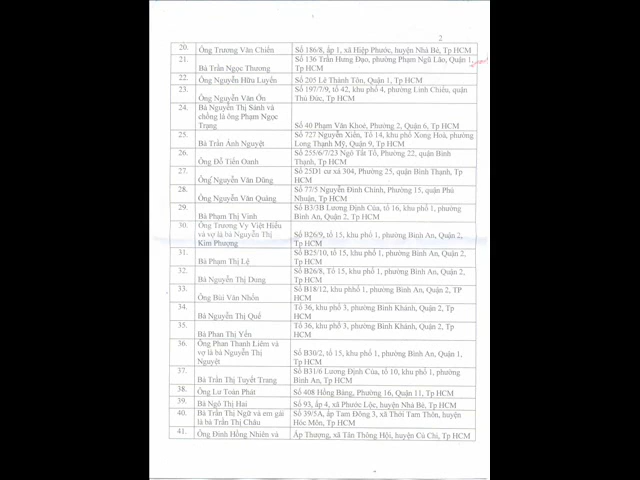 2
20. Ông Trương Văn Chiến Số 186/8, ấp 1, xã Hiệp Phước, huyện Nhà Bè, Tp HCM
21. Số 136 Trần Hưng Đạo, phường Phạm Ngũ Lão, Quận 1,
Bà Trần Ngọc Thương Tp HCM
22. Ông Nguyễn Hữu Luyến Số 205 Lê Thánh Tôn, Quận 1, Tp HCM
23. Số 197/7/9, tổ 42, khu phố 4, phường Linh Chiểu, quận
Ông Nguyễn Văn Ổn Thủ Đức, Tp HCM
24. Bà Nguyễn Thị Sánh và
chồng là ông Phạm Ngọc
Trạng Số 40 Phạm Văn Khoẻ, Phường 2, Quận 6, Tp HCM
25. Số 727 Nguyễn Xiển, Tổ 14, khu phố Xong Hoà, phường
Bà Trần Ánh Nguyệt Long Thạnh Mỹ, Quận 9, Tp HCM
26. Số 255/6/7/23 Ngô Tất Tố, Phường 22, quận Bình
Ông Đỗ Tiến Oanh Thạnh, Tp HCM
27. Số 25D1 cư xá 304, Phường 25, quận Bình Thạnh, Tp
Ông Nguyễn Văn Dũng HCM
28. Số 77/5 Nguyễn Đình Chính, Phường 15, quận Phú
Ông Nguyễn Văn Quảng Nhuận, Tp HCM
29. Số B3/3B Lương Định Của, tổ 16, khu phố 1, phường
Bà Phạm Thị Vinh Bình An, Quận 2, Tp HCM
30. Ông Trương Vy Việt Hiếu
và vợ là bà Nguyễn Thị Số B26/9, tổ 15, khu phố 1, phường Bình An, Quận 2,
Kim Phượng Tp HCM
31. Số B25/10, tổ 15, khu phố 1, phường Bình An, Quận 2,
Bà Phạm Thị Lệ Tp HCM
32. Số B26/8, Tổ 15, khu phố 1, phường Bình An, Quận 2,
Bà Nguyễn Thị Dung Tp HCM
33. Số B18/12, khu phhố 1, phường Bình An, Quận 2, TP
Ông Bùi Văn Nhốn HCM
34. Tổ 36, khu phố 3, phường Bình Khánh, Quận 2, Tp
Bà Nguyễn Thị Quế HCM
35. Tổ 36, khu phố 3, phường Bình Khánh, Quận 2, Tp
Bà Phan Thị Yến HCM
36. Ông Phan Thanh Liêm và
vợ là bà Nguyễn Thị Số B30/2, tổ 15, khu phố 1, phường Bình An, Quận 1,
Nguyệt Tp HCM
37. Số B31/6 Lương Định Của, tổ 10, khu phố 1, phường
Bà Trần Thị Tuyết Trang Bình An, Tp HCM
38. Ông Lư Toàn Phát Số 408 Hồng Bàng, Phường 16, Quận 11, Tp HCM
39. Bà Ngô Thị Hai Số 93, ấp 4, xã Phước Lộc, huyện Nhà Bè, Tp HCM
40. Bà Trần Thị Ngữ và em gái Số 39/5A, ấp Tam Đông 3, xã Thới Tam Thôn, huyện
là bà Trần Thị Châu Hóc Môn, Tp HCM
41. Ông Đinh Hồng Nhiên và Ấp Thượng, xã Tân Thông Hội, huyện Củ Chi, Tp HCM